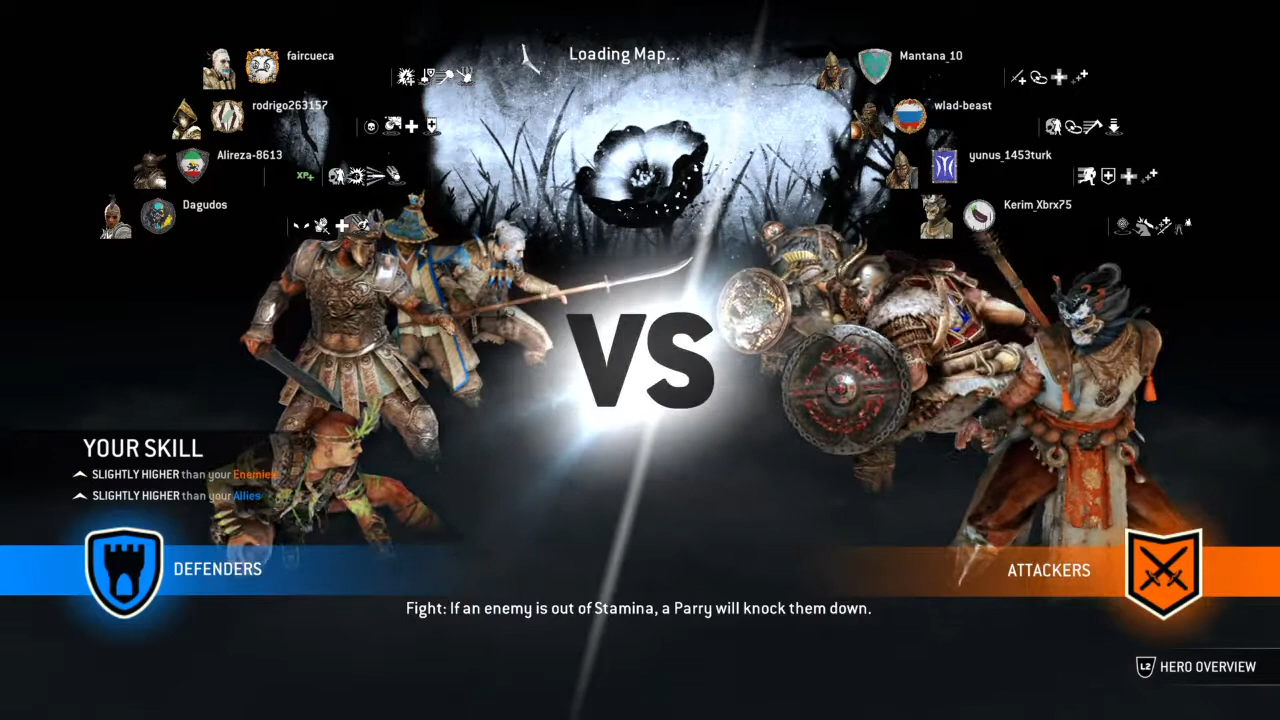 Loading Map...
faircueca
rodrigo263157
Alireza-8613
XP+
Dagudos
Mantana_10
wlad-beast
yunus_1453turk
Kerim_Xbrx75
VS
YOUR SKILL
SLIGHTLY HIGHER than your Enemies
SLIGHTLY HIGHER than your Allies
DEFENDERS
ATTACKERS
Fight: If an enemy is out of Stamina, a Parry will knock them down.
L2 HERO OVERVIEW